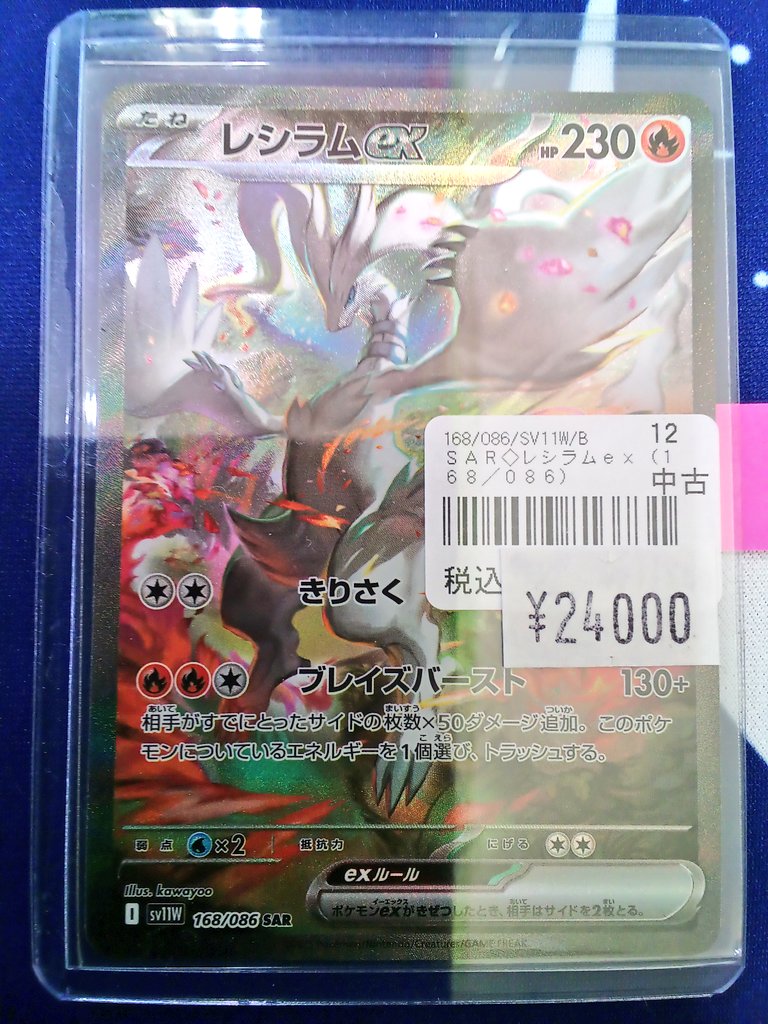 たね
レシラムex
HP230
168/086/SV11W/B 12
SAR◇レシラムex(1
68/086)
中古
税込
¥24000
きりさく
ブレイズバースト 130+
相手がすでにとったサイドの枚数×50ダメージ追加。このポケ
モンについているエネルギーを1個選び、トラッシュする。
弱点 ×2 抵抗力 にげる
exルール
ポケモンexがきぜつしたとき、相手はサイドを2枚とる。
Illus. kawayoo
I sv11W 168/086 SAR
Pokémon/Nintendo/Creatures/GAME FREAK